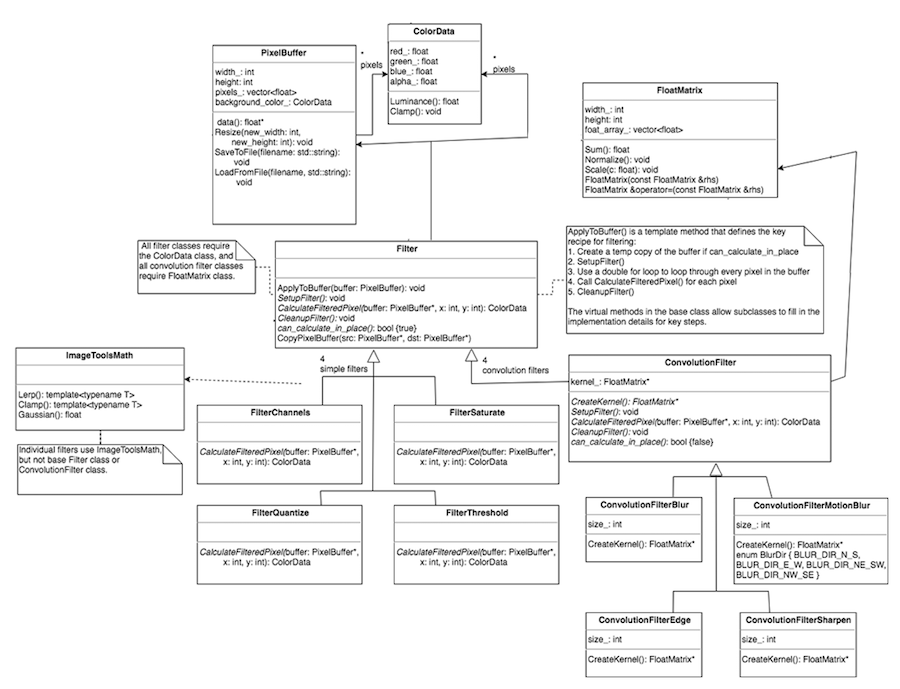 ColorData
red_: float
green_: float
blue_: float
alpha_: float
Luminance(): float
Clamp(): void
PixelBuffer
width_: int
height: int
pixels_: vector<float>
background_color_: ColorData
data(): float*
Resize(new_width: int,
new_height: int): void
SaveToFile(filename: std::string):
void
LoadFromFile(filename, std::string):
void
*
pixels
*
pixels
FloatMatrix
width_: int
height: int
foat_array_: vector<float>
Sum(): float
Normalize(): void
Scale(c: float): void
FloatMatrix(const FloatMatrix &rhs)
FloatMatrix &operator=(const FloatMatrix &rhs)
All filter classes require
the ColorData class, and
all convolution filter classes
require FloatMatrix class.
Filter
ApplyToBuffer(buffer: PixelBuffer): void
SetupFilter(): void
CalculateFilteredPixel(buffer: PixelBuffer*, x: int, y: int): ColorData
CleanupFilter(): void
can_calculate_in_place(): bool {true}
CopyPixelBuffer(src: PixelBuffer*, dst: PixelBuffer*)
ApplyToBuffer() is a template method that defines the key
recipe for filtering:
1. Create a temp copy of the buffer if can_calculate_in_place
2. SetupFilter()
3. Use a double for loop to loop through every pixel in the buffer
4. Call CalculateFilteredPixel() for each pixel
5. CleanupFilter()
The virtual methods in the base class allow subclasses to fill in the
implementation details for key steps.
ImageToolsMath
Lerp(): template<typename T>
Clamp(): template<typename T>
Gaussian(): float
Individual filters use ImageToolsMath,
but not base Filter class or
ConvolutionFilter class.
4
simple filters
4
convolution filters
ConvolutionFilter
kernel_: FloatMatrix*
CreateKernel(): FloatMatrix*
SetupFilter(): void
CalculateFilteredPixel(buffer: PixelBuffer*, x: int, y: int): ColorData
CleanupFilter(): void
can_calculate_in_place(): bool {false}
FilterChannels
CalculateFilteredPixel(buffer: PixelBuffer*,
x: int, y: int): ColorData
FilterSaturate
CalculateFilteredPixel(buffer: PixelBuffer*,
x: int, y: int): ColorData
FilterQuantize
CalculateFilteredPixel(buffer: PixelBuffer*,
x: int, y: int): ColorData
FilterThreshold
CalculateFilteredPixel(buffer: PixelBuffer*,
x: int, y: int): ColorData
ConvolutionFilterBlur
size_: int
CreateKernel(): FloatMatrix*
ConvolutionFilterMotionBlur
size_: int
CreateKernel(): FloatMatrix*
enum BlurDir { BLUR_DIR_N_S,
BLUR_DIR_E_W, BLUR_DIR_NE_SW,
BLUR_DIR_NW_SE }
ConvolutionFilterEdge
size_: int
CreateKernel(): FloatMatrix*
ConvolutionFilterSharpen
size_: int
CreateKernel(): FloatMatrix*